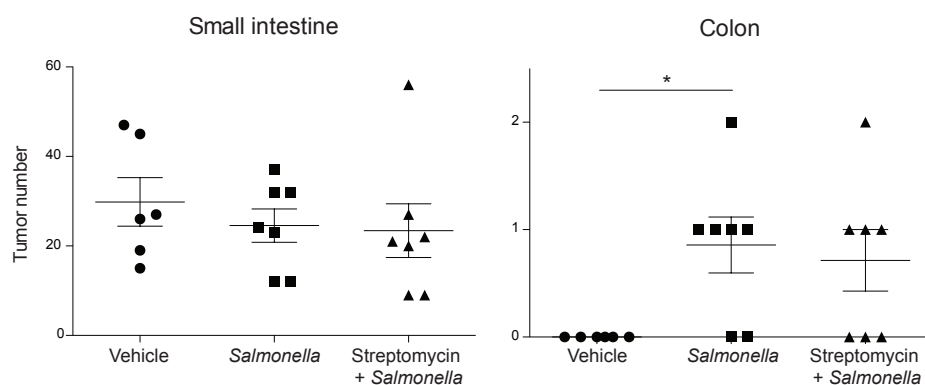 Small intestine
Colon
Tumor number
60
40
20
0
Vehicle
Salmonella
Streptomycin
+ Salmonella
*
2
1
0
Vehicle
Salmonella
Streptomycin
+ Salmonella